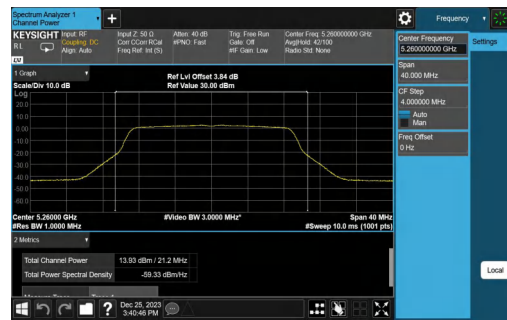 Spectrum Analyzer 1
Channel Power
KEYSIGHT
RL
LXI
Input: RF
Coupling: DC
Align: Auto
Input Z: 50 Ω
Corr CCorr RCal
Freq Ref: Int (S)
Atten: 40 dB
#PNO: Fast
Trig: Free Run
Gate: Off
#IF Gain: Low
Center Freq: 5.260000000 GHz
Avg|Hold: 42/100
Radio Std: None
1 Graph
Scale/Div 10.0 dB
Ref Lvl Offset 3.84 dB
Ref Value 30.00 dBm
Log
20.0
10.0
0.00
-10.0
-20.0
-30.0
-40.0
-50.0
-60.0
Center 5.26000 GHz
#Res BW 1.0000 MHz
#Video BW 3.0000 MHz*
Span 40 MHz
#Sweep 10.0 ms (1001 pts)
2 Metrics
Total Channel Power 13.93 dBm / 21.2 MHz
Total Power Spectral Density -59.33 dBm/Hz
?
Dec 25, 2023
3:40:46 PM
Frequency
Center Frequency
5.260000000 GHz
Span
40.000 MHz
CF Step
4.000000 MHz
Auto
Man
Freq Offset
0 Hz
Settings
Local